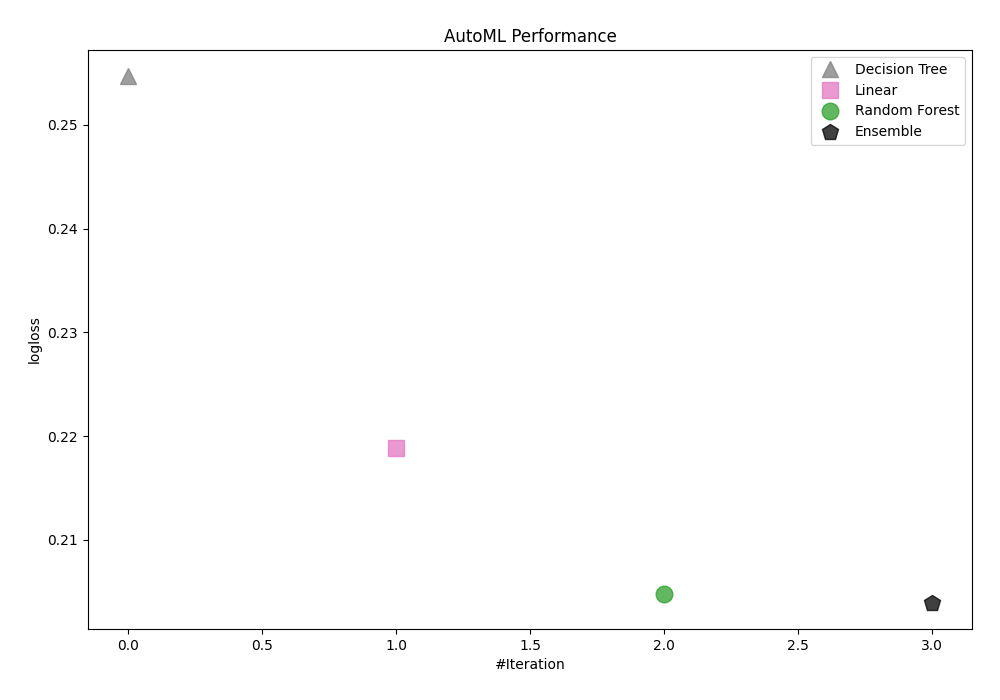 AutoML Performance
Decision Tree
Linear
Random Forest
Ensemble
0.25
0.24
0.23
0.22
0.21
logloss
0.0 0.5 1.0 1.5 2.0 2.5 3.0
#Iteration